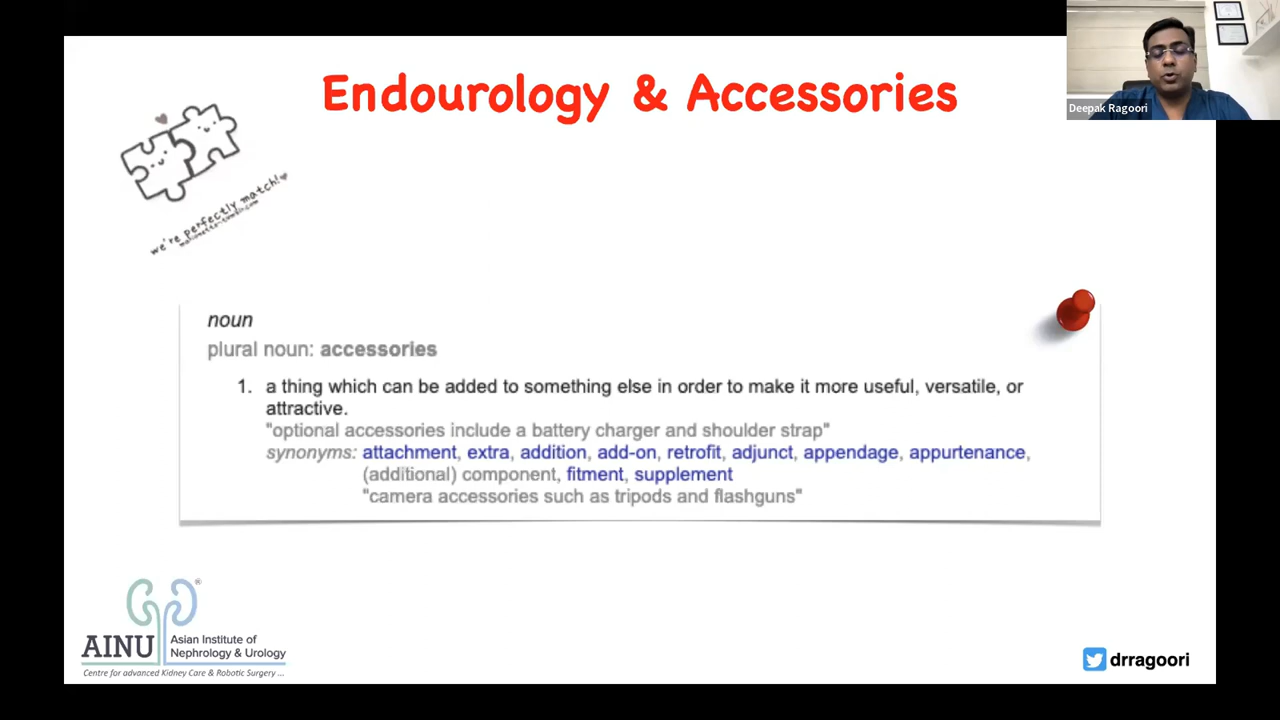 Endourology & Accessories
Deepak Ragoori
we're perfectly match!
noun
plural noun: accessories
1. a thing which can be added to something else in order to make it more useful, versatile, or
attractive.
"optional accessories include a battery charger and shoulder strap"
synonyms: attachment, extra, addition, add-on, retrofit, adjunct, appendage, appurtenance,
(additional) component, fitment, supplement
"camera accessories such as tripods and flashguns"
AINU
Asian Institute of
Nephrology & Urology
®
Centre for advanced Kidney Care & Robotic Surgery ...
drragoori